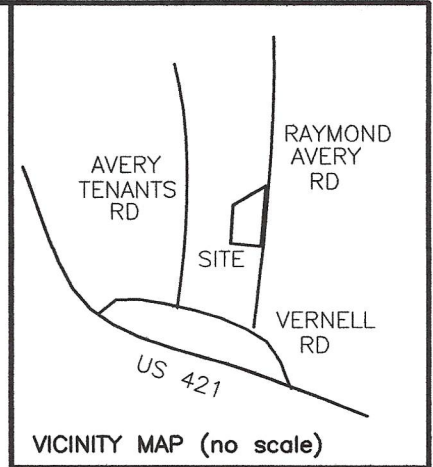 RAYMOND
AVERY
RD
AVERY
TENANTS
RD
SITE
VERNELL
RD
US 421
VICINITY MAP (no scale)